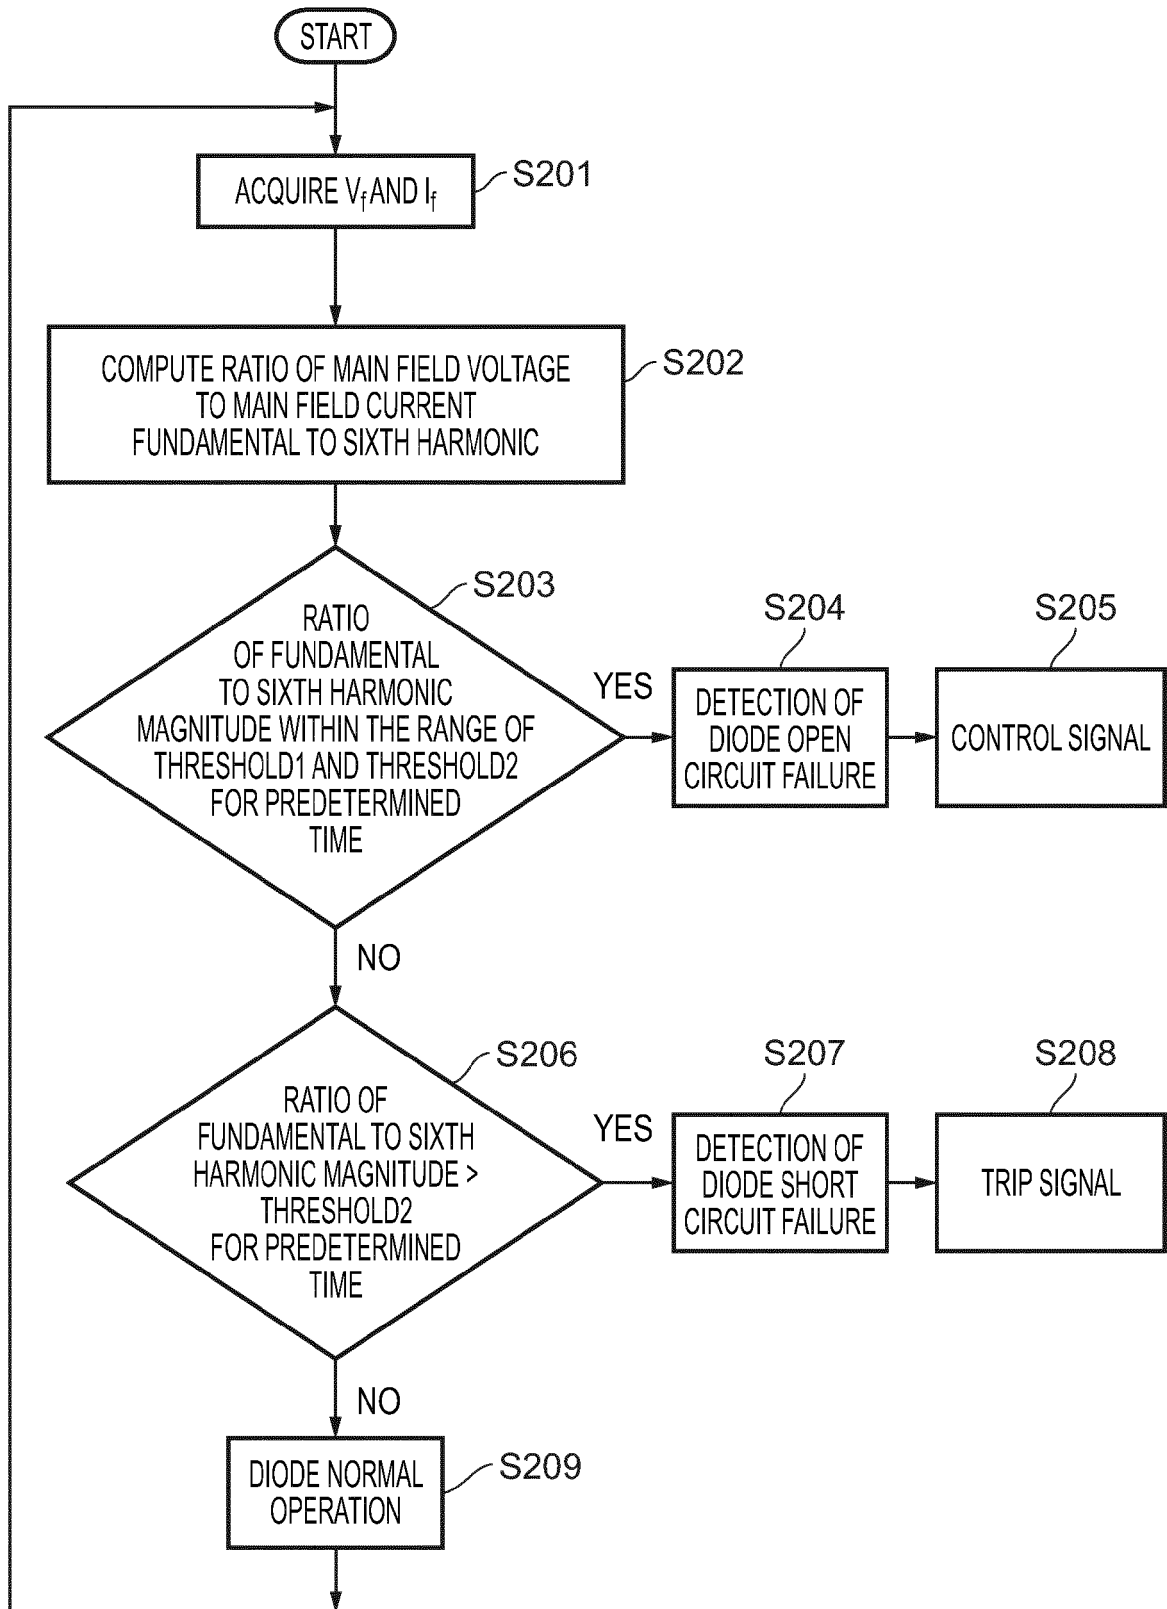 START
S201
ACQUIRE Vf AND If
S202
COMPUTE RATIO OF MAIN FIELD VOLTAGE
TO MAIN FIELD CURRENT
FUNDAMENTAL TO SIXTH HARMONIC
S203
RATIO
OF FUNDAMENTAL
TO SIXTH HARMONIC
MAGNITUDE WITHIN THE RANGE OF
THRESHOLD1 AND THRESHOLD2
FOR PREDETERMINED
TIME
YES
S204
DETECTION OF
DIODE OPEN
CIRCUIT FAILURE
S205
CONTROL SIGNAL
NO
S206
RATIO OF
FUNDAMENTAL TO SIXTH
HARMONIC MAGNITUDE >
THRESHOLD2
FOR PREDETERMINED
TIME
YES
S207
DETECTION OF
DIODE SHORT
CIRCUIT FAILURE
S208
TRIP SIGNAL
NO
S209
DIODE NORMAL
OPERATION